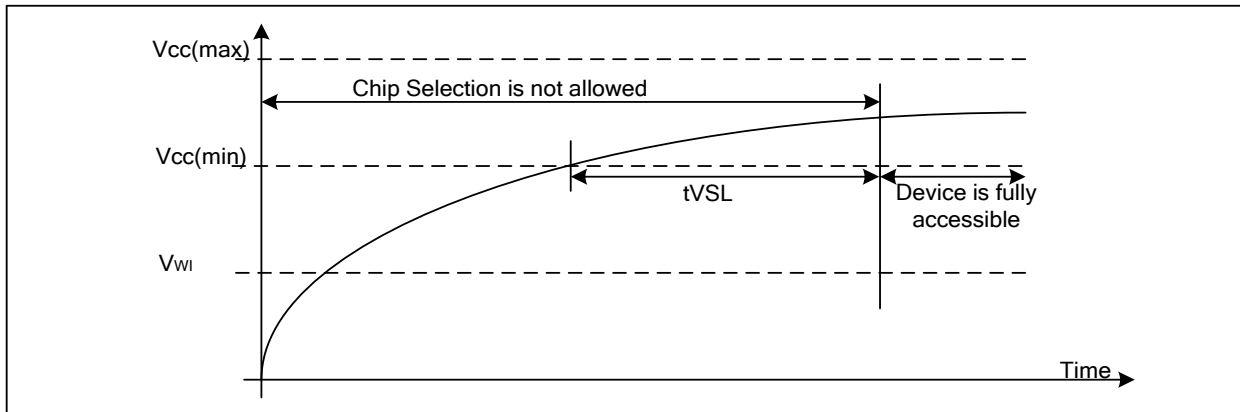 Vcc(max)
Chip Selection is not allowed
Vcc(min)
tVSL
Device is fully
accessible
VWI
Time